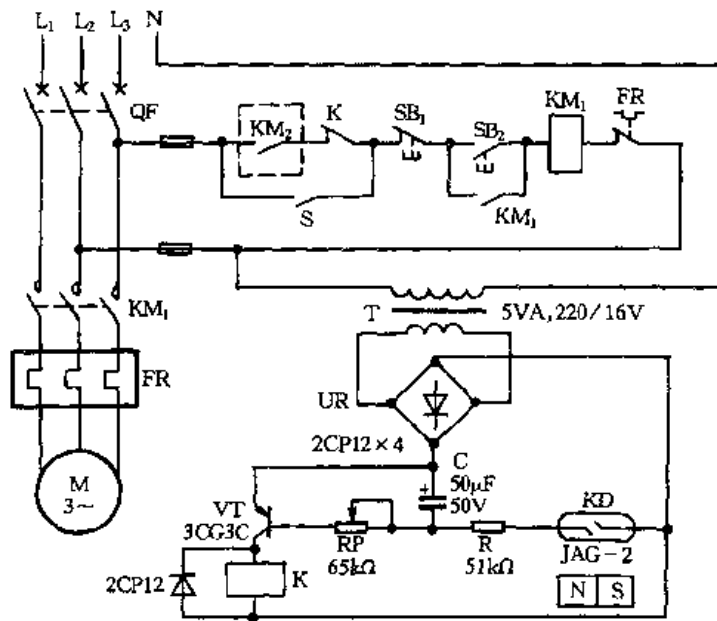 L₁ L₂ L₃ N
QF
KM₂ K SB₁ SB₂ KM₁ FR
S KM₁
KM₁
T 5VA,220/16V
FR
UR
2CP12×4
M
3~
C
50μF
50V
+
VT
3CG3C
RP
65kΩ
R
51kΩ
KD
JAG-2
2CP12
K
N S